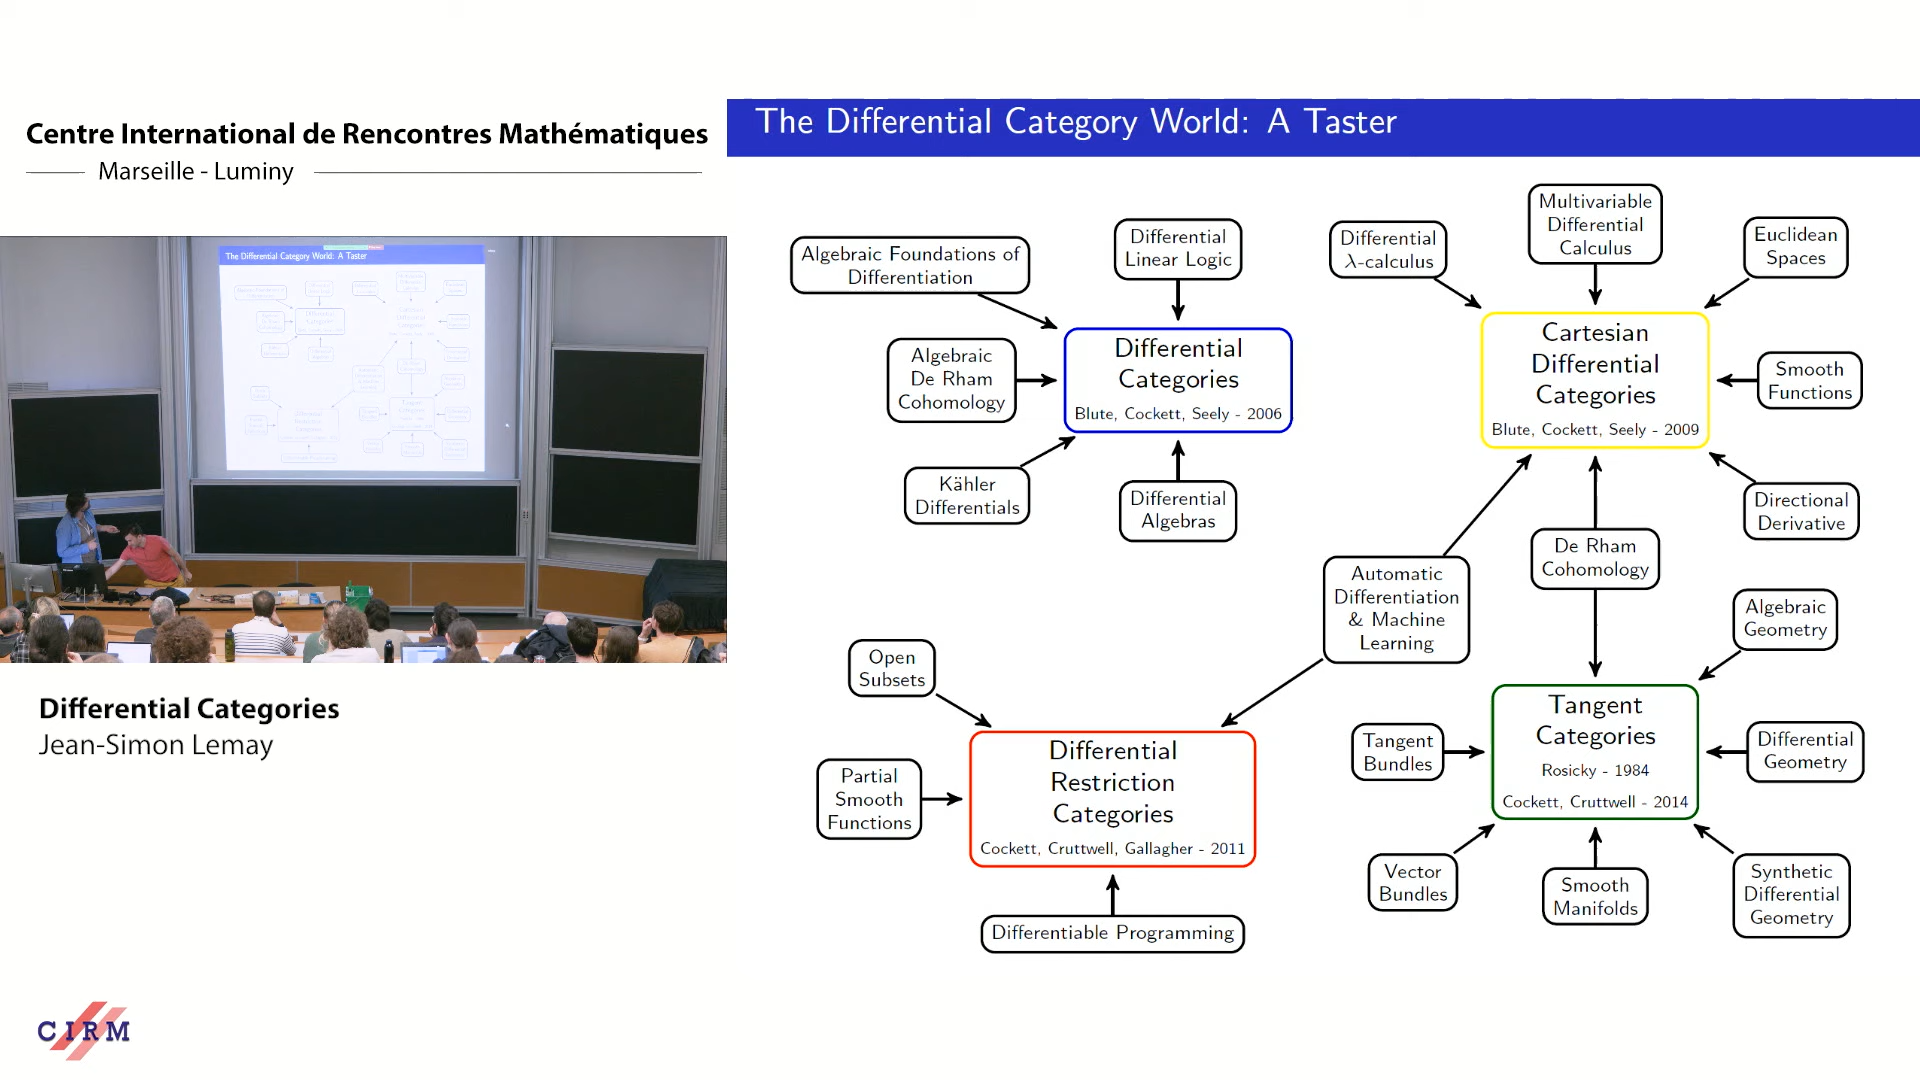 Centre International de Rencontres Mathématiques
Marseille - Luminy
The Differential Category World: A Taster
Differential Categories
Jean-Simon Lemay
CIRM
The Differential Category World: A Taster
Algebraic Foundations of
Differentiation
Differential
Linear Logic
Algebraic
De Rham
Cohomology
Differential
Categories
Blute, Cockett, Seely - 2006
Kähler
Differentials
Differential
Algebras
Differential
λ-calculus
Multivariable
Differential
Calculus
Euclidean
Spaces
Cartesian
Differential
Categories
Blute, Cockett, Seely - 2009
Smooth
Functions
Directional
Derivative
De Rham
Cohomology
Automatic
Differentiation
& Machine
Learning
Open
Subsets
Partial
Smooth
Functions
Differential
Restriction
Categories
Cockett, Cruttwell, Gallagher - 2011
Differentiable Programming
Algebraic
Geometry
Tangent
Bundles
Tangent
Categories
Rosicky - 1984
Cockett, Cruttwell - 2014
Differential
Geometry
Vector
Bundles
Smooth
Manifolds
Synthetic
Differential
Geometry